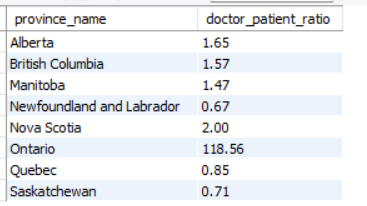 province_name doctor_patient_ratio
Alberta 1.65
British Columbia 1.57
Manitoba 1.47
Newfoundland and Labrador 0.67
Nova Scotia 2.00
Ontario 118.56
Quebec 0.85
Saskatchewan 0.71